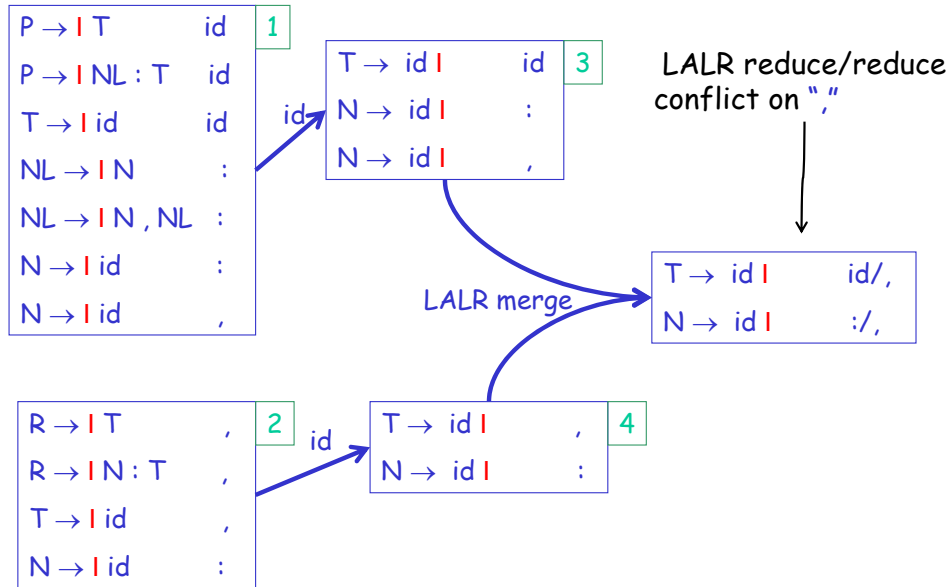 P → I T id 1
P → I NL : T id
T → I id id
NL → I N :
NL → I N , NL :
N → I id :
N → I id ,
id
T → id I id 3
N → id I :
N → id I ,
LALR reduce/reduce
conflict on “,”
LALR merge
T → id I id/,
N → id I :/,
R → I T , 2
R → I N : T ,
T → I id ,
N → I id :
id
T → id I , 4
N → id I :